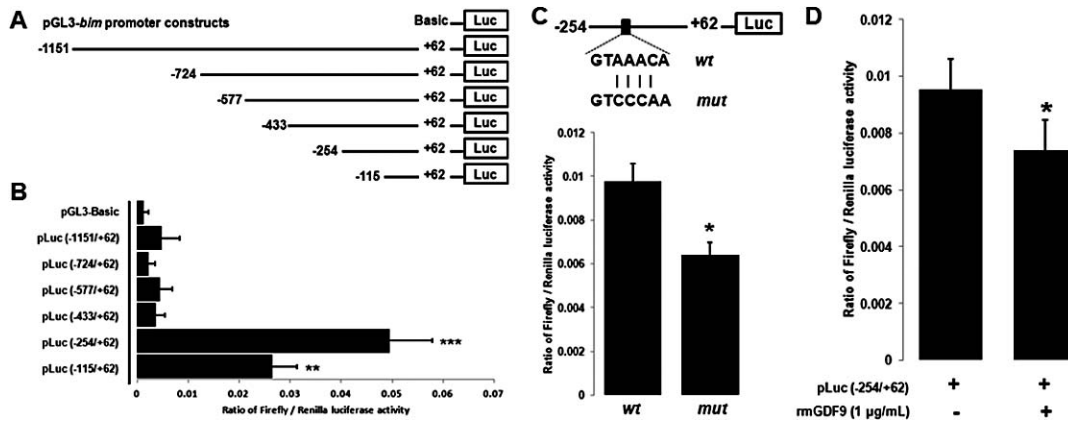 A
pGL3-bim promoter constructs
Basic
Luc
-1151
+62
Luc
-724
+62
Luc
-577
+62
Luc
-433
+62
Luc
-254
+62
Luc
-115
+62
Luc
B
pGL3-Basic
pLuc (-1151/+62)
pLuc (-724/+62)
pLuc (-577/+62)
pLuc (-433/+62)
pLuc (-254/+62)
***
pLuc (-115/+62)
**
0 0.01 0.02 0.03 0.04 0.05 0.06 0.07
Ratio of Firefly / Renilla luciferase activity
C
-254
+62
Luc
GTAAACA wt
GTCCCAA mut
Ratio of Firefly / Renilla luciferase activity
0.012
0.01
0.008
0.006
0.004
0.002
0
*
wt mut
D
Ratio of Firefly / Renilla luciferase activity
0.012
0.01
0.008
0.006
0.004
0.002
0
*
pLuc (-254/+62) + +
rmGDF9 (1 µg/mL) - +